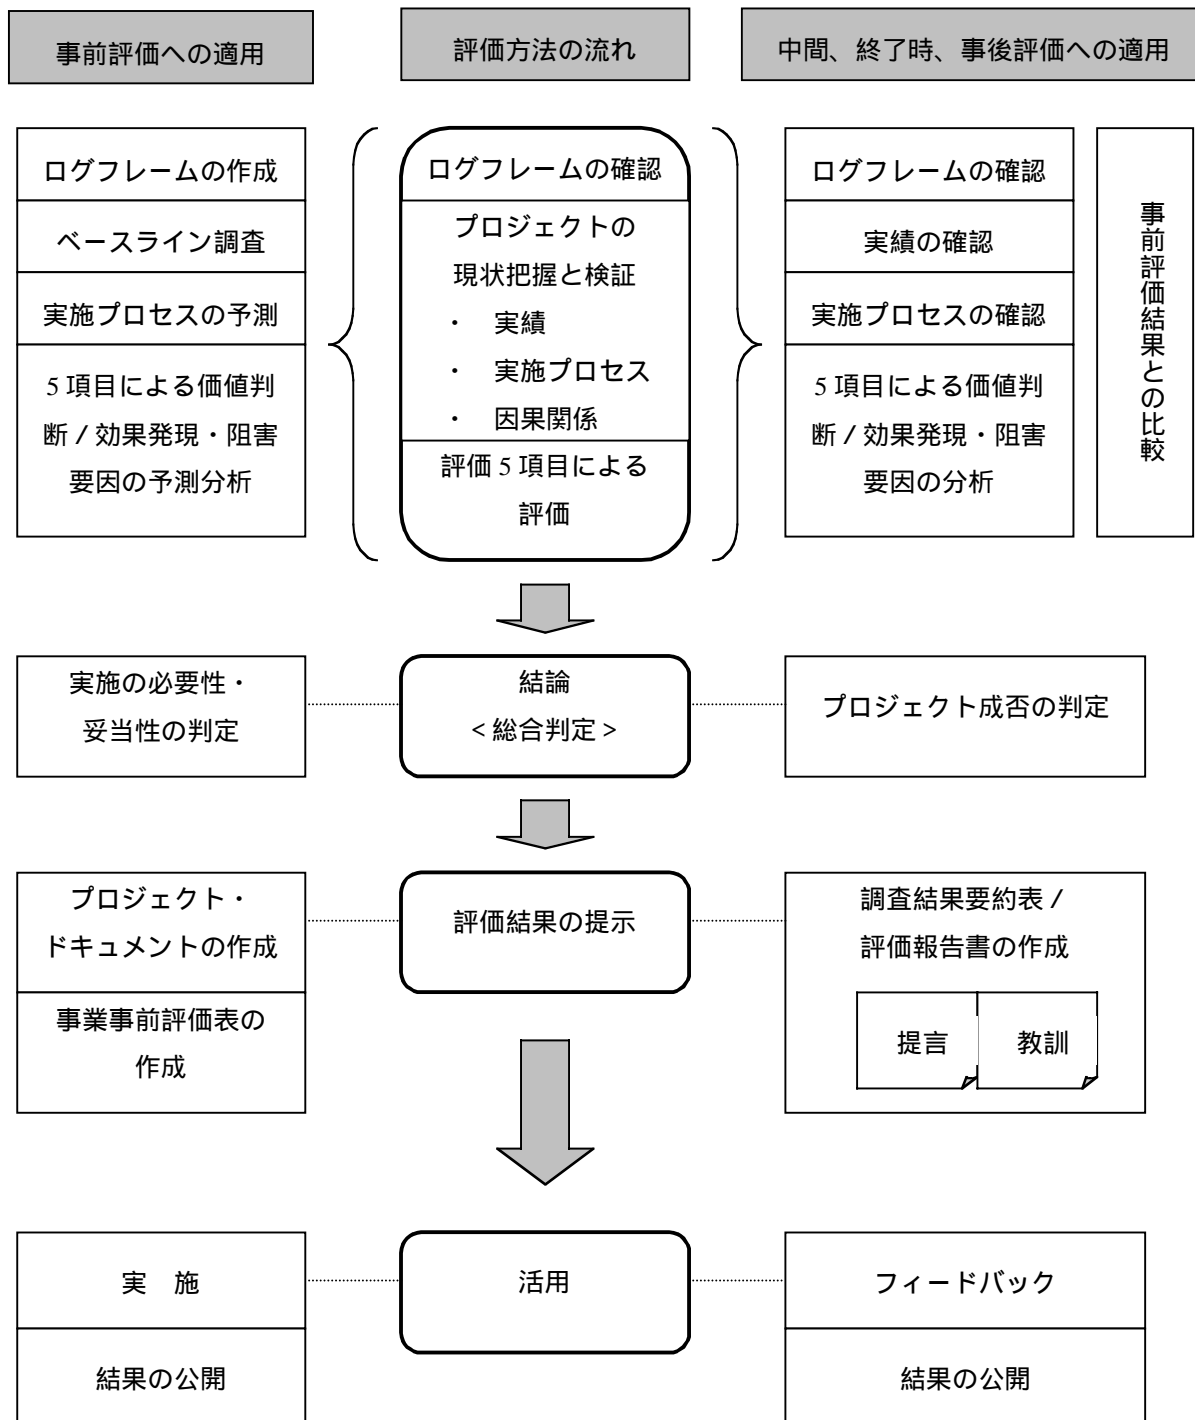 事前評価への適用
評価方法の流れ
中間、終了時、事後評価への適用
ログフレームの作成
ベースライン調査
実施プロセスの予測
5 項目による価値判
断 / 効果発現・阻害
要因の予測分析
ログフレームの確認
プロジェクトの
現状把握と検証
・ 実績
・ 実施プロセス
・ 因果関係
評価 5 項目による
評価
ログフレームの確認
実績の確認
実施プロセスの確認
5 項目による価値判
断 / 効果発現・阻害
要因の分析
事前評価結果との比較
実施の必要性・
妥当性の判定
結論
< 総合判定 >
プロジェクト成否の判定
プロジェクト・
ドキュメントの作成
事業事前評価表の
作成
評価結果の提示
調査結果要約表 /
評価報告書の作成
提言
教訓
実 施
結果の公開
活用
フィードバック
結果の公開